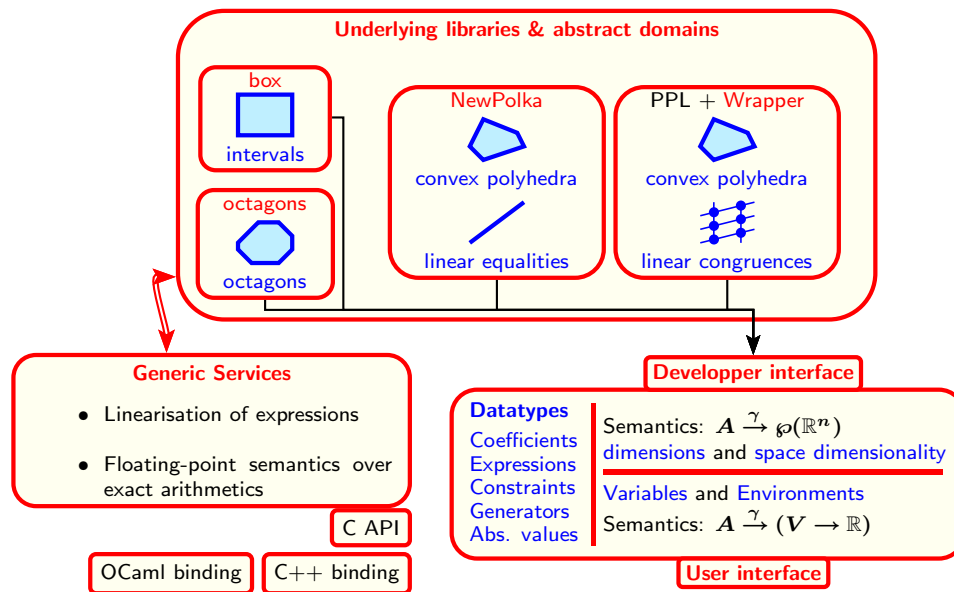 Underlying libraries & abstract domains
box
intervals
octagons
octagons
NewPolka
convex polyhedra
linear equalities
PPL + Wrapper
convex polyhedra
linear congruences
Generic Services
• Linearisation of expressions
• Floating-point semantics over
exact arithmetics
C API
OCaml binding
C++ binding
Developper interface
Datatypes
Coefficients
Expressions
Constraints
Generators
Abs. values
Semantics: A →^γ ℘(ℝⁿ)
dimensions and space dimensionality
Variables and Environments
Semantics: A →^γ (V → ℝ)
User interface